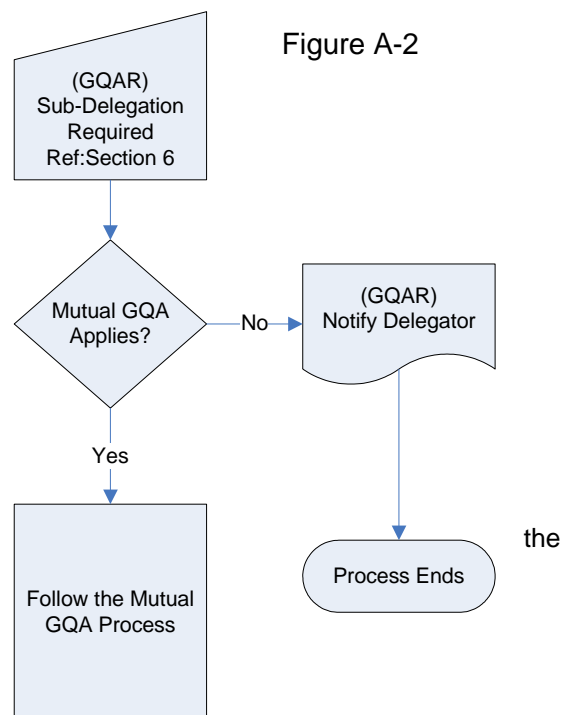 Figure A-2
(GQAR)
Sub-Delegation
Required
Ref:Section 6
Mutual GQA
Applies?
No
(GQAR)
Notify Delegator
Yes
the
Process Ends
Follow the Mutual
GQA Process